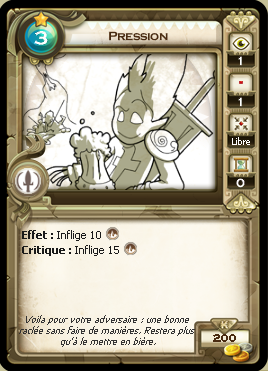 Pression
3
1
1
Libre
0
Effet : Inflige 10
Critique : Inflige 15
Voilà pour votre adversaire : une bonne
raclée sans faire de manières. Restera plus
qu'à le mettre en bière.
200